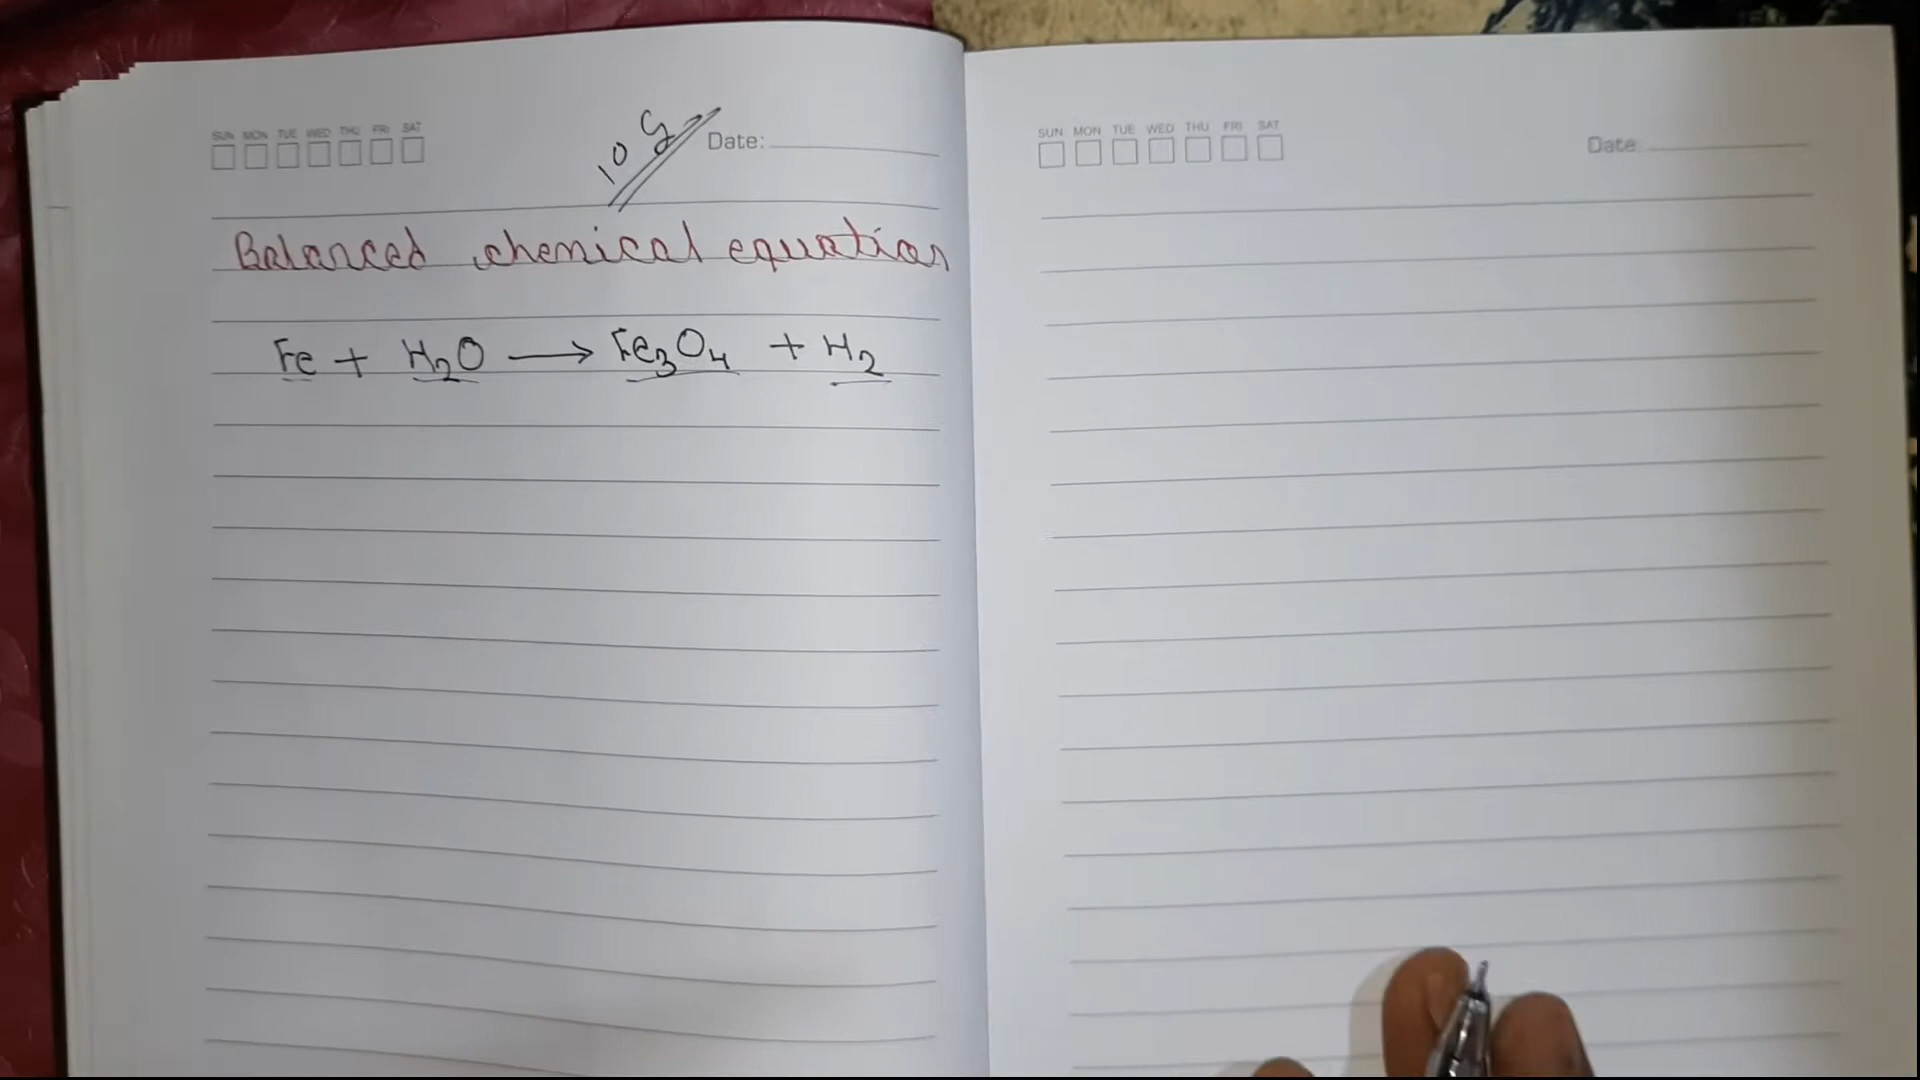 SUN MON TUE WED THU FRI SAT
10 G
Date:
Balanced chemical equation
Fe + H₂O ⟶ Fe₃O₄ + H₂
SUN MON TUE WED THU FRI SAT
Date: